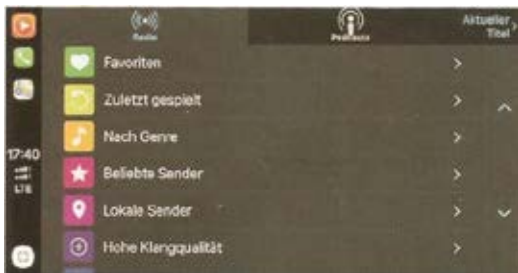 Radio
Podcasts
Aktueller
Titel
Favoriten
Zuletzt gespielt
Nach Genre
17:40
LTE
Beliebte Sender
Lokale Sender
Hohe Klangqualität